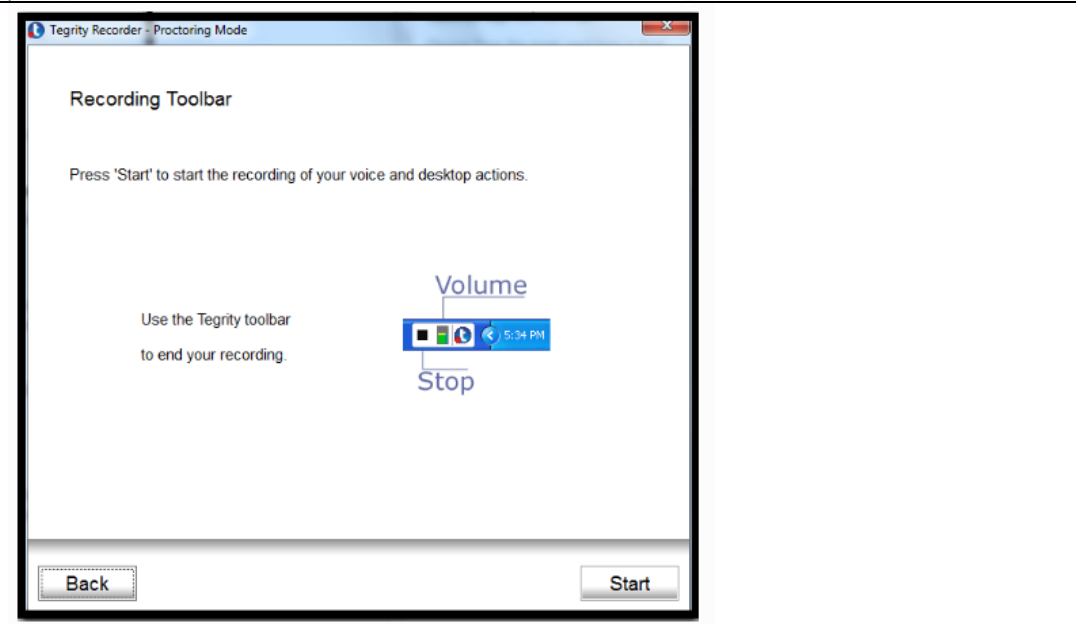 Tegrity Recorder - Proctoring Mode
Recording Toolbar
Press 'Start' to start the recording of your voice and desktop actions.
Volume
Use the Tegrity toolbar
5:34 PM
to end your recording.
Stop
Back
Start